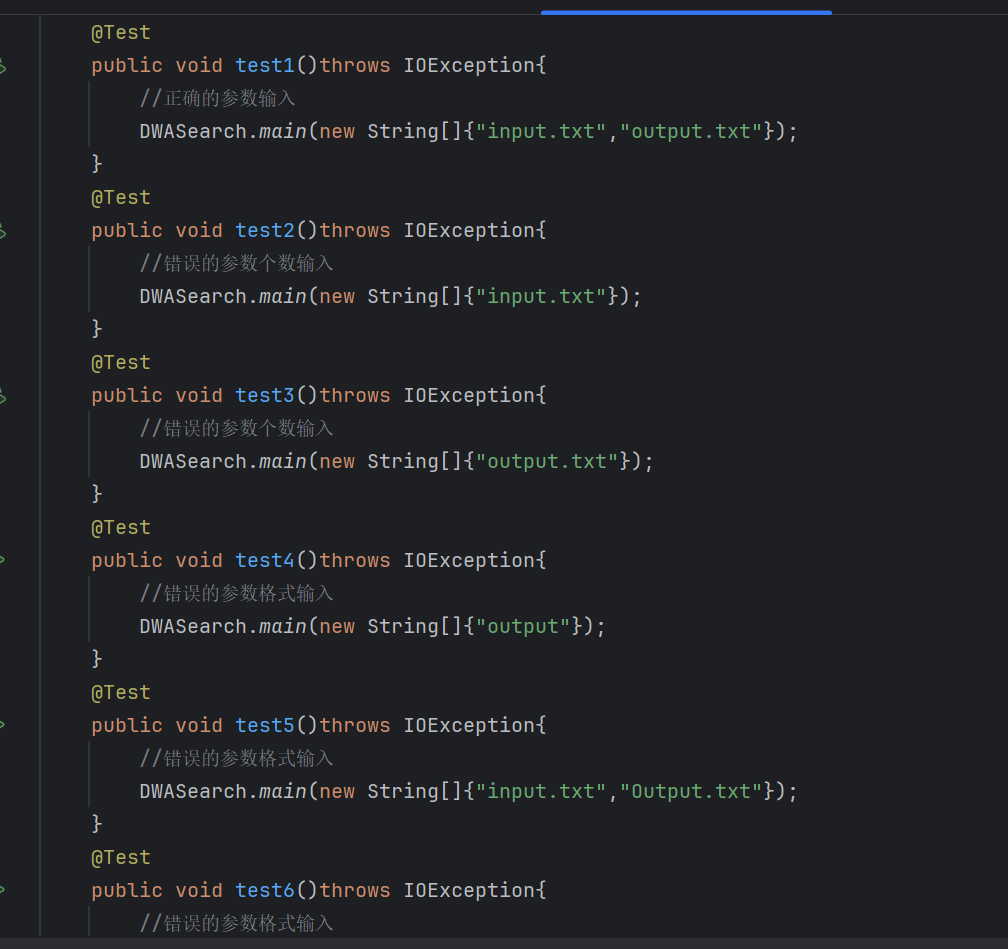 @Test
public void test1()throws IOException{
//正确的参数输入
DWASearch.main(new String[]{"input.txt","output.txt"});
}
@Test
public void test2()throws IOException{
//错误的参数个数输入
DWASearch.main(new String[]{"input.txt"});
}
@Test
public void test3()throws IOException{
//错误的参数个数输入
DWASearch.main(new String[]{"output.txt"});
}
@Test
public void test4()throws IOException{
//错误的参数格式输入
DWASearch.main(new String[]{"output"});
}
@Test
public void test5()throws IOException{
//错误的参数格式输入
DWASearch.main(new String[]{"input.txt","Output.txt"});
}
@Test
public void test6()throws IOException{
//错误的参数格式输入